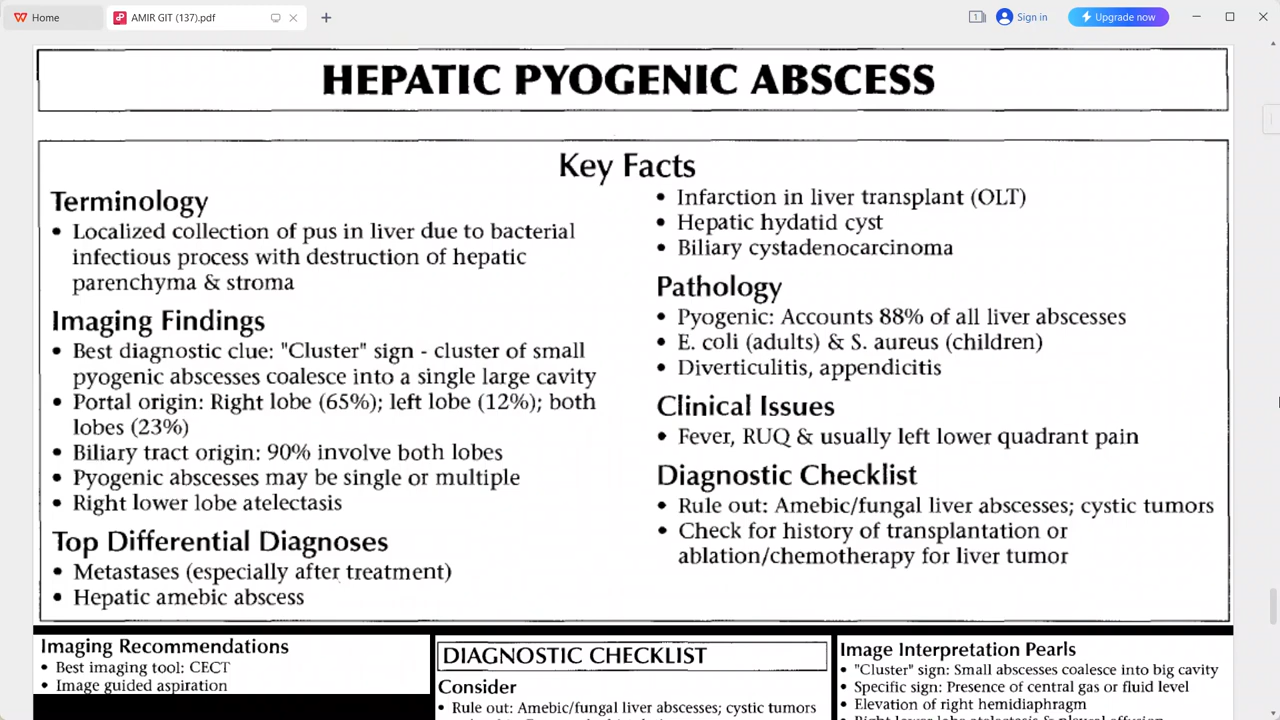 Home
AMIR GIT (137).pdf
Sign in
Upgrade now
HEPATIC PYOGENIC ABSCESS
Key Facts
Terminology
• Localized collection of pus in liver due to bacterial
infectious process with destruction of hepatic
parenchyma & stroma
Imaging Findings
• Best diagnostic clue: "Cluster" sign - cluster of small
pyogenic abscesses coalesce into a single large cavity
• Portal origin: Right lobe (65%); left lobe (12%); both
lobes (23%)
• Biliary tract origin: 90% involve both lobes
• Pyogenic abscesses may be single or multiple
• Right lower lobe atelectasis
Top Differential Diagnoses
• Metastases (especially after treatment)
• Hepatic amebic abscess
• Infarction in liver transplant (OLT)
• Hepatic hydatid cyst
• Biliary cystadenocarcinoma
Pathology
• Pyogenic: Accounts 88% of all liver abscesses
• E. coli (adults) & S. aureus (children)
• Diverticulitis, appendicitis
Clinical Issues
• Fever, RUQ & usually left lower quadrant pain
Diagnostic Checklist
• Rule out: Amebic/fungal liver abscesses; cystic tumors
• Check for history of transplantation or
ablation/chemotherapy for liver tumor
Imaging Recommendations
• Best imaging tool: CECT
• Image guided aspiration
DIAGNOSTIC CHECKLIST
Consider
• Rule out: Amebic/fungal liver abscesses; cystic tumors
Image Interpretation Pearls
• "Cluster" sign: Small abscesses coalesce into big cavity
• Specific sign: Presence of central gas or fluid level
• Elevation of right hemidiaphragm